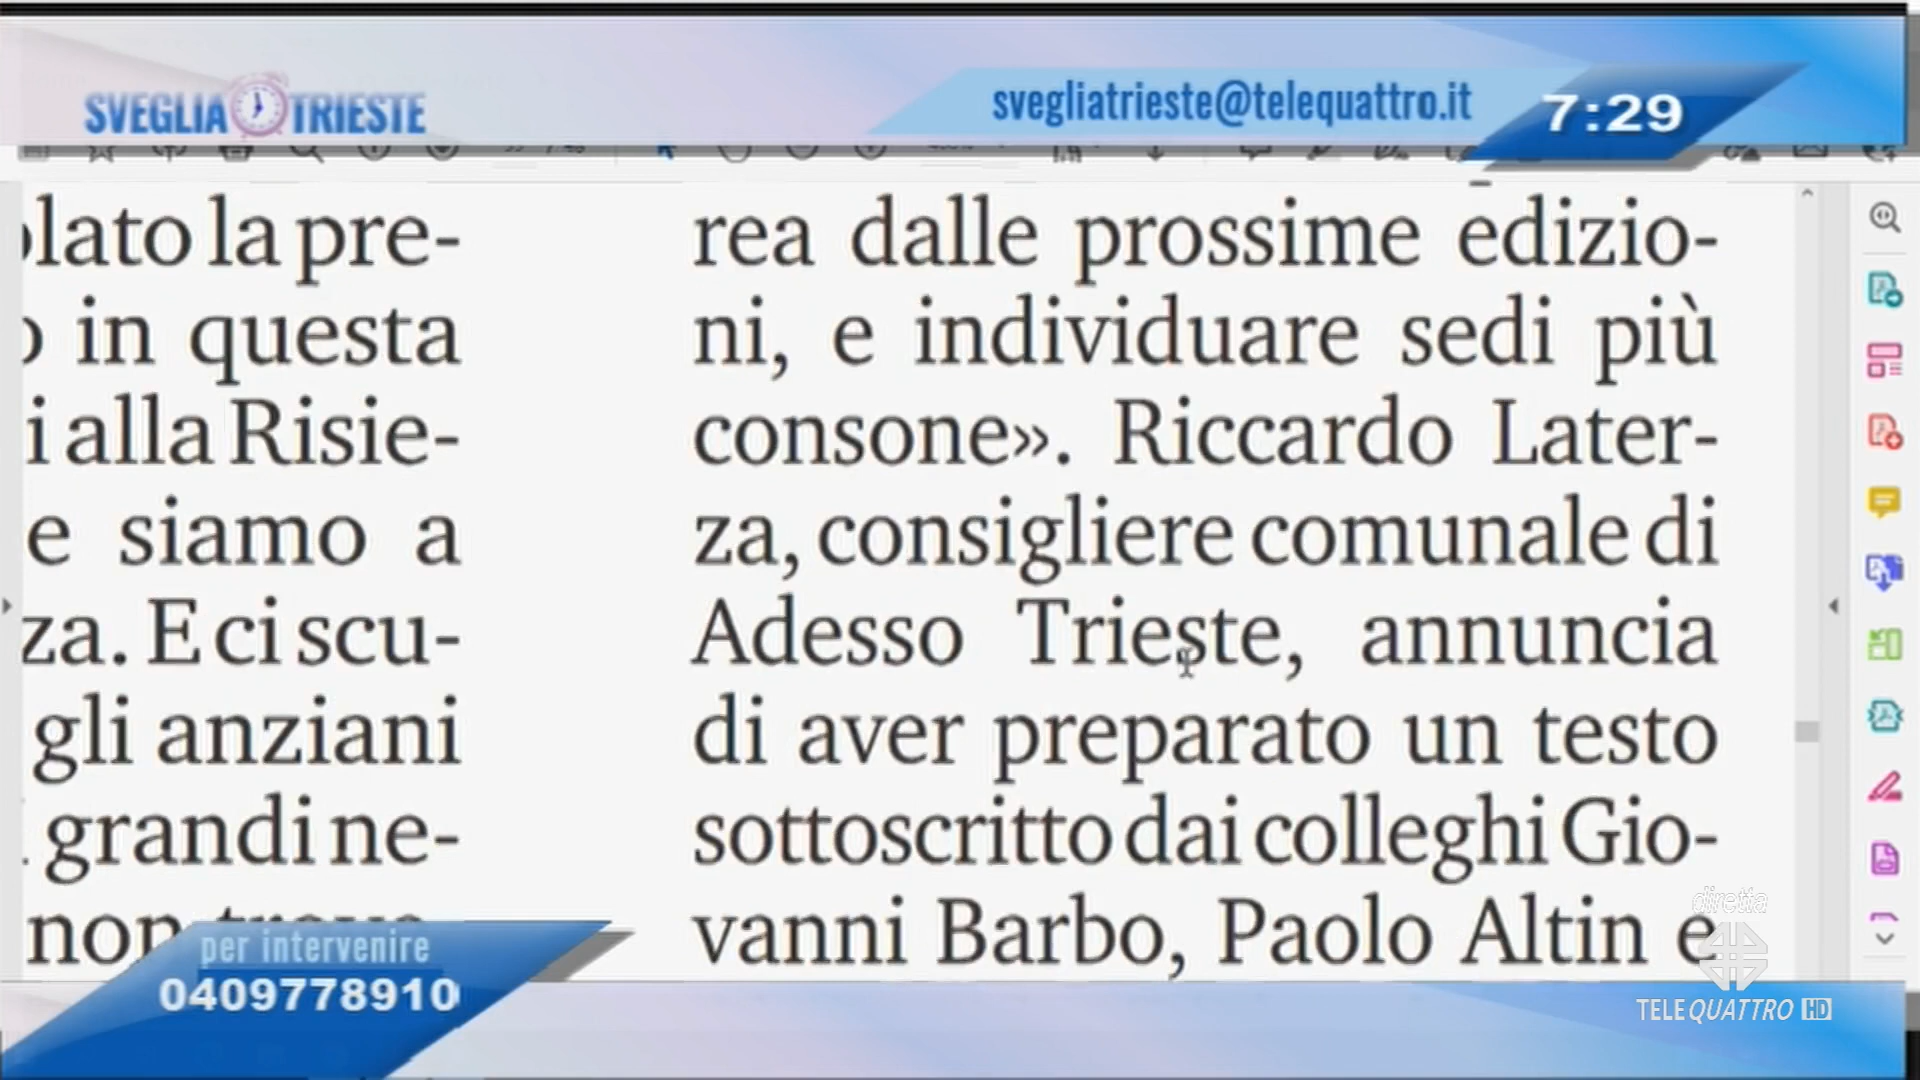 SVEGLIA TRIESTE
svegliatrieste@telequattro.it
7:29
lato la pre-
in questa
i alla Risie-
e siamo a
za. E ci scu-
gli anziani
grandi ne-
non
rea dalle prossime edizio-
ni, e individuare sedi più
consone». Riccardo Later-
za, consigliere comunale di
Adesso Trieste, annuncia
di aver preparato un testo
sottoscritto dai colleghi Gio-
vanni Barbo, Paolo Altin e
per intervenire
0409778910
diretta
TELEQUATTRO HD